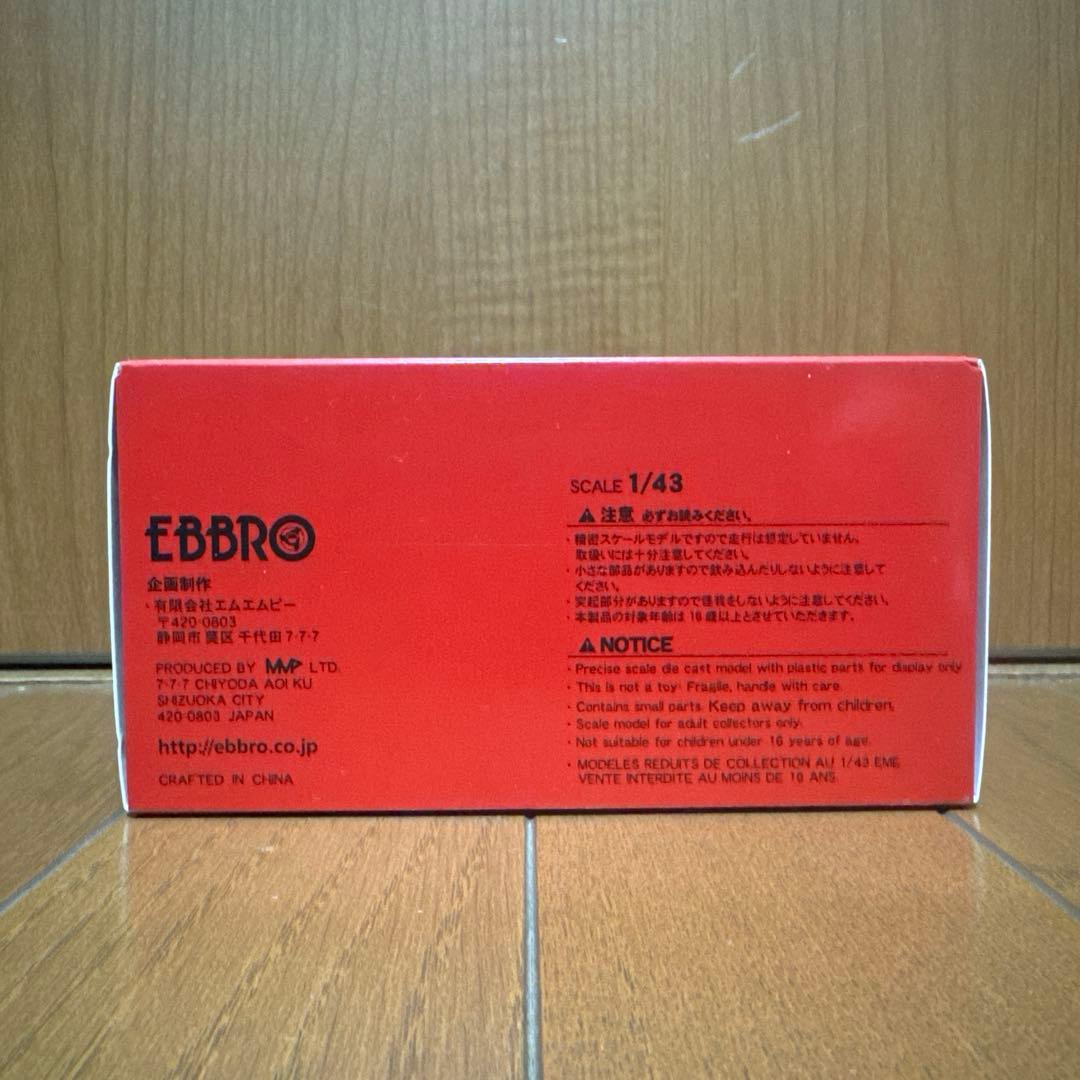 EBBRO
企画制作
・有限会社エムエムピー
〒420-0803
静岡市葵区千代田7-7-7
PRODUCED BY MMP LTD.
7-7-7 CHIYODA AOI KU
SHIZUOKA CITY
420-0803 JAPAN
http://ebbro.co.jp
CRAFTED IN CHINA
SCALE 1/43
⚠ 注意 必ずお読みください。
・精密スケールモデルですので走行は想定していません。
取扱いには十分注意してください。
・小さな部品がありますので飲み込んだりしないように注意して
ください。
・突起部分がありますので怪我をしないように注意してください。
・本製品の対象年齢は16歳以上とさせていただきます。
⚠ NOTICE
・Precise scale die cast model with plastic parts for display only
・This is not a toy! Fragile, handle with care.
・Contains small parts. Keep away from children.
・Scale model for adult collectors only.
・Not suitable for children under 16 years of age.
・MODELES REDUITS DE COLLECTION AU 1/43 EME
VENTE INTERDITE AU MOINS DE 16 ANS.